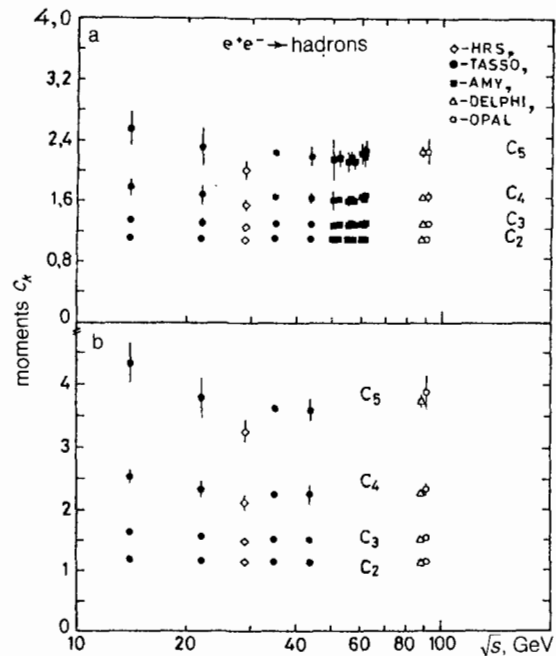 4,0
a
e⁺e⁻ → hadrons
◇-HRS,
●-TASSO,
■-AMY,
△-DELPHI,
○-OPAL
3,2
2,4
C₅
1,6
C₄
C₃
C₂
0,8
0
moments Cₖ
b
4
C₅
3
C₄
2
C₃
C₂
1
0
10 20 40 60 80 100 √s, GeV